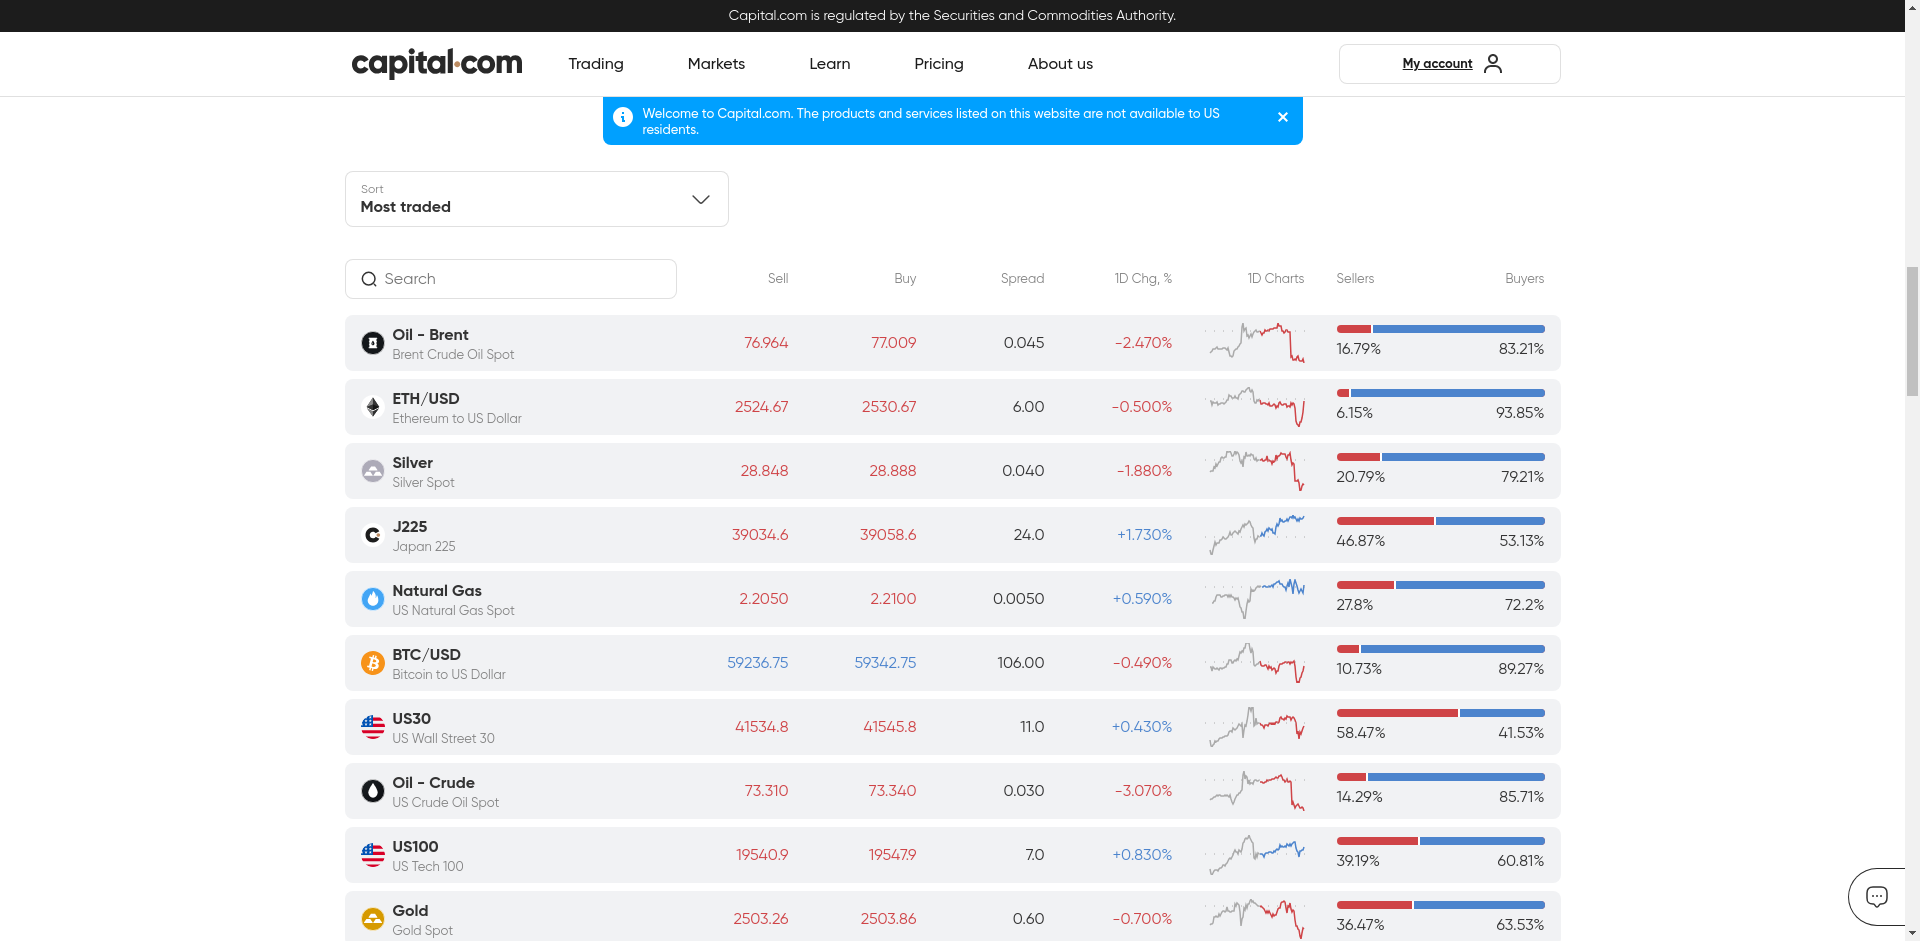 Capital.com is regulated by the Securities and Commodities Authority.
capital.com Trading Markets Learn Pricing About us My account
Welcome to Capital.com. The products and services listed on this website are not available to US
residents.
Sort
Most traded
Search Sell Buy Spread 1D Chg, % 1D Charts Sellers Buyers
Oil - Brent
Brent Crude Oil Spot
76.964 77.009 0.045 -2.470% 16.79% 83.21%
ETH/USD
Ethereum to US Dollar
2524.67 2530.67 6.00 -0.500% 6.15% 93.85%
Silver
Silver Spot
28.848 28.888 0.040 -1.880% 20.79% 79.21%
J225
Japan 225
39034.6 39058.6 24.0 +1.730% 46.87% 53.13%
Natural Gas
US Natural Gas Spot
2.2050 2.2100 0.0050 +0.590% 27.8% 72.2%
BTC/USD
Bitcoin to US Dollar
59236.75 59342.75 106.00 -0.490% 10.73% 89.27%
US30
US Wall Street 30
41534.8 41545.8 11.0 +0.430% 58.47% 41.53%
Oil - Crude
US Crude Oil Spot
73.310 73.340 0.030 -3.070% 14.29% 85.71%
US100
US Tech 100
19540.9 19547.9 7.0 +0.830% 39.19% 60.81%
Gold
Gold Spot
2503.26 2503.86 0.60 -0.700% 36.47% 63.53%